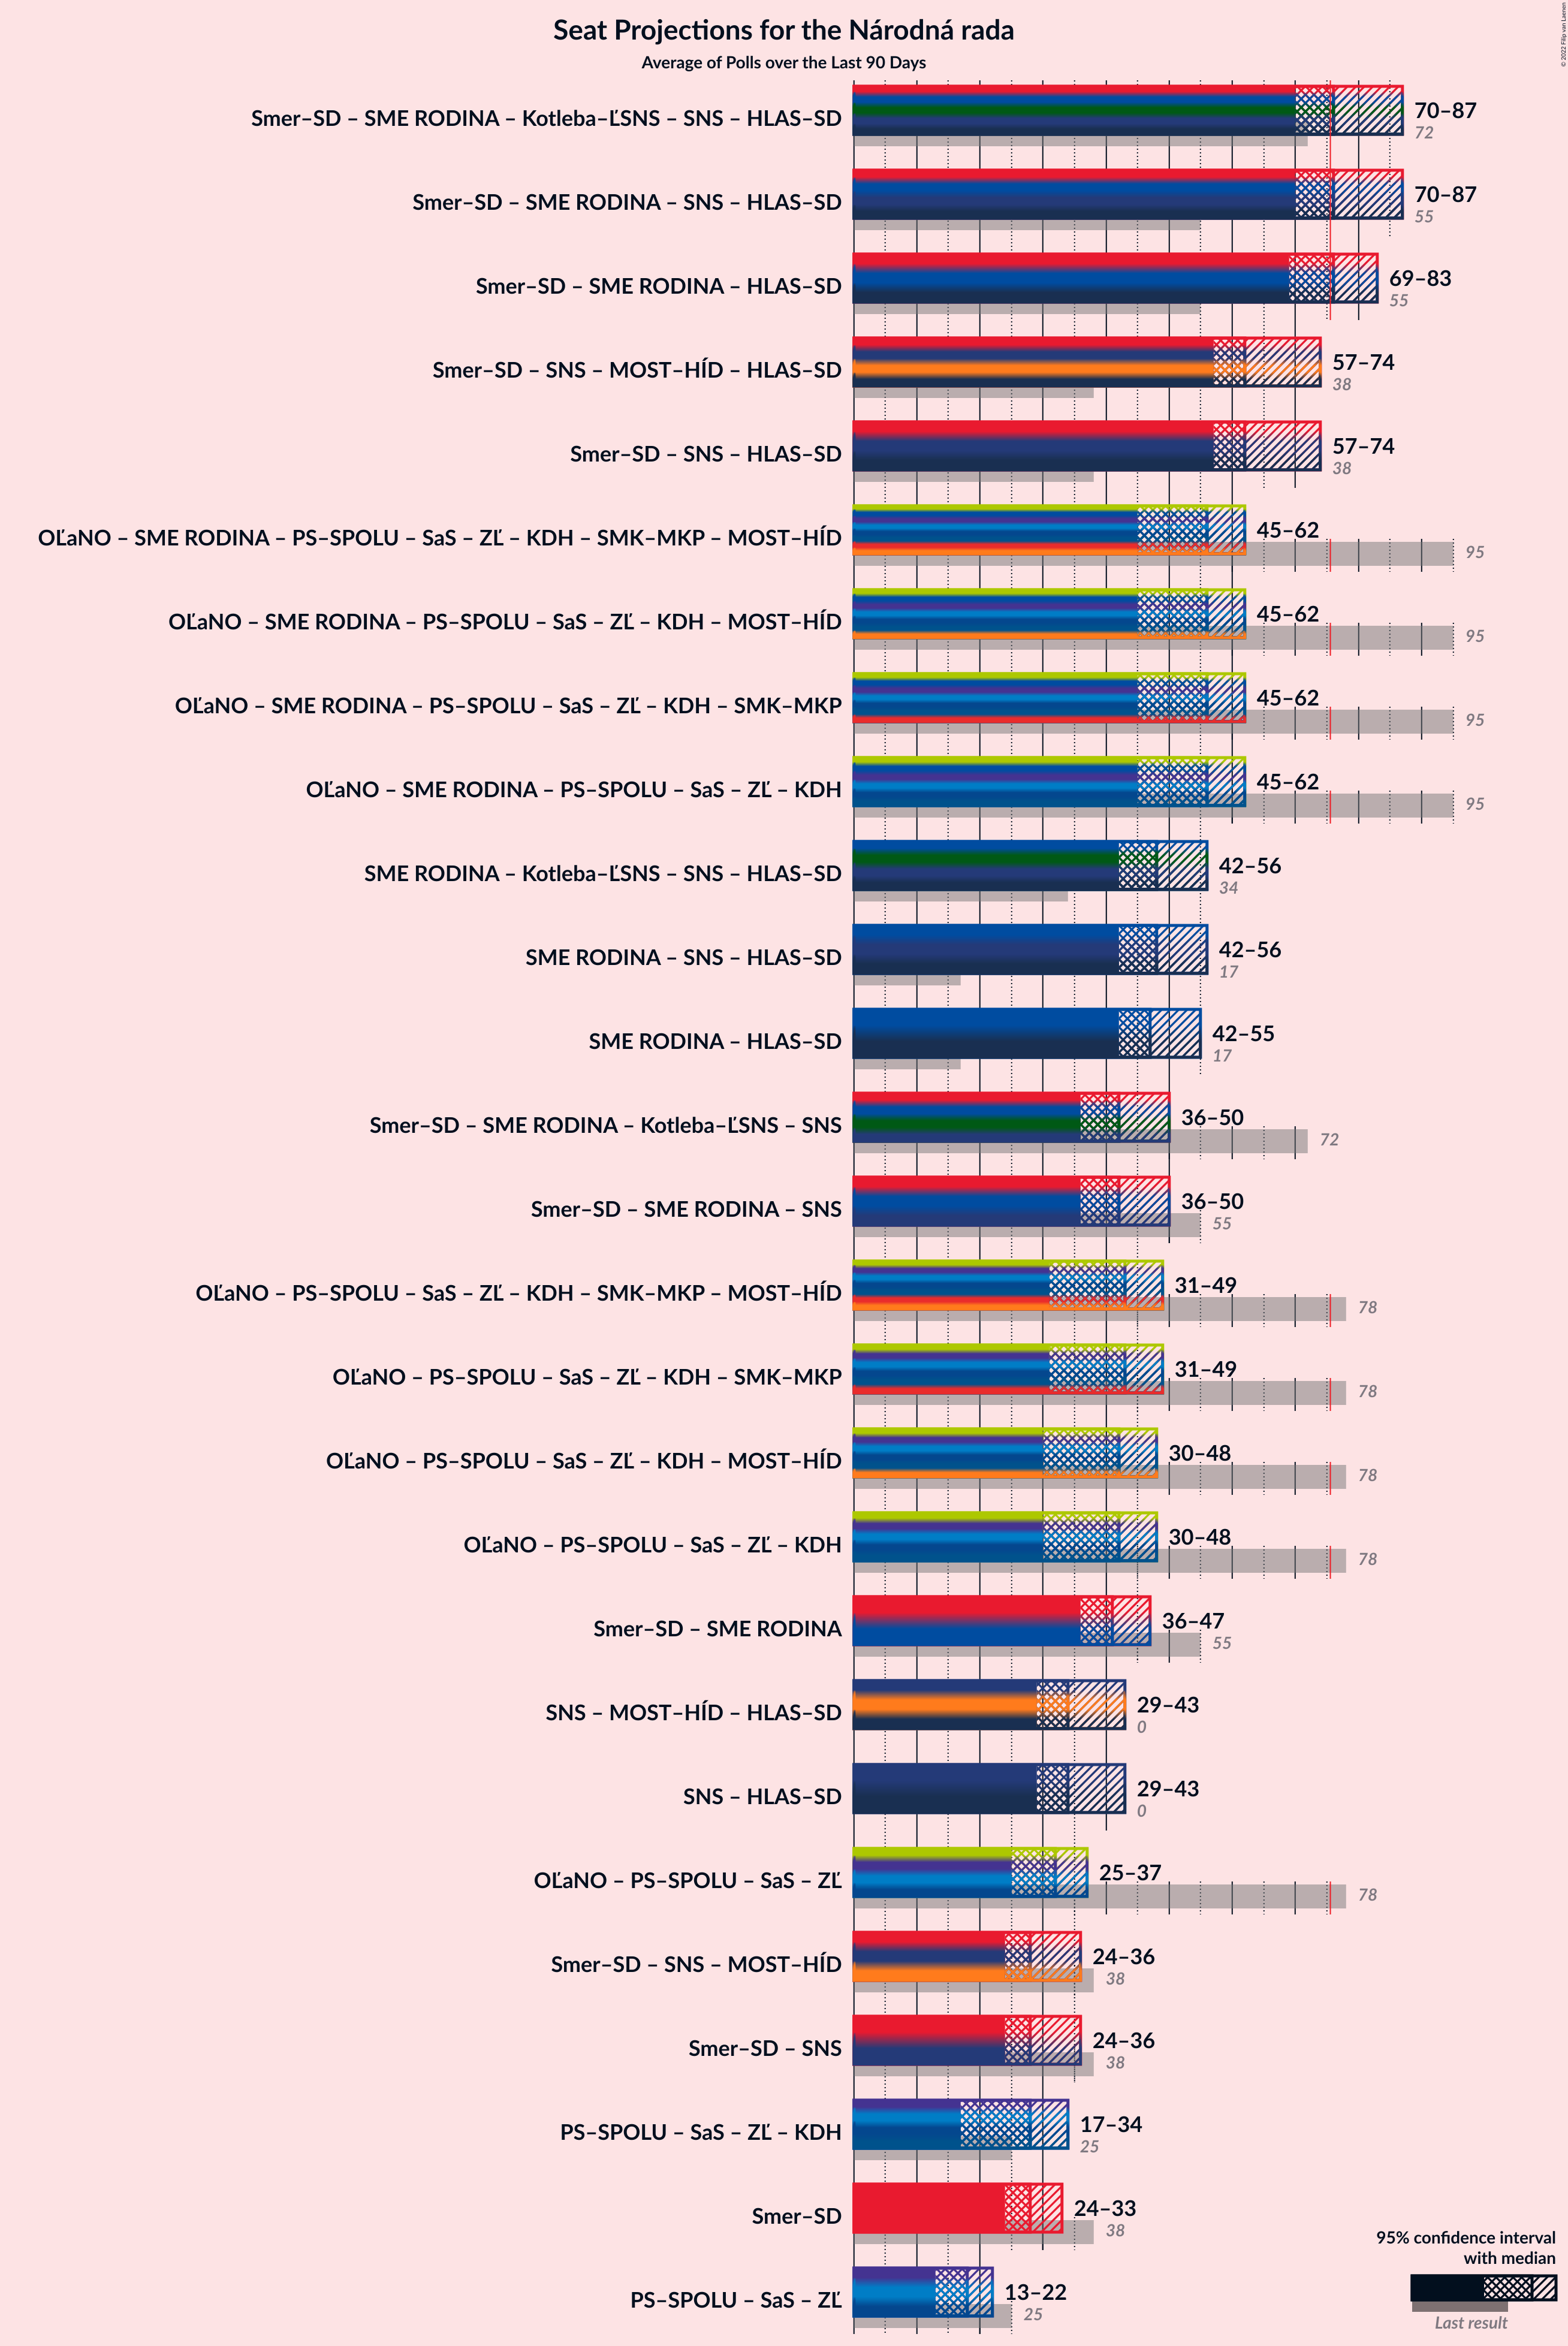 Seat Projections for the Národná rada
Average of Polls over the Last 90 Days
© 2022 Filip van Laenen
Smer–SD – SME RODINA – Kotleba–ĽSNS – SNS – HLAS–SD
70–87
72
Smer–SD – SME RODINA – SNS – HLAS–SD
70–87
55
Smer–SD – SME RODINA – HLAS–SD
69–83
55
Smer–SD – SNS – MOST–HÍD – HLAS–SD
57–74
38
Smer–SD – SNS – HLAS–SD
57–74
38
OĽaNO – SME RODINA – PS–SPOLU – SaS – ZĽ – KDH – SMK–MKP – MOST–HÍD
45–62
95
OĽaNO – SME RODINA – PS–SPOLU – SaS – ZĽ – KDH – MOST–HÍD
45–62
95
OĽaNO – SME RODINA – PS–SPOLU – SaS – ZĽ – KDH – SMK–MKP
45–62
95
OĽaNO – SME RODINA – PS–SPOLU – SaS – ZĽ – KDH
45–62
95
SME RODINA – Kotleba–ĽSNS – SNS – HLAS–SD
42–56
34
SME RODINA – SNS – HLAS–SD
42–56
17
SME RODINA – HLAS–SD
42–55
17
Smer–SD – SME RODINA – Kotleba–ĽSNS – SNS
36–50
72
Smer–SD – SME RODINA – SNS
36–50
55
OĽaNO – PS–SPOLU – SaS – ZĽ – KDH – SMK–MKP – MOST–HÍD
31–49
78
OĽaNO – PS–SPOLU – SaS – ZĽ – KDH – SMK–MKP
31–49
78
OĽaNO – PS–SPOLU – SaS – ZĽ – KDH – MOST–HÍD
30–48
78
OĽaNO – PS–SPOLU – SaS – ZĽ – KDH
30–48
78
Smer–SD – SME RODINA
36–47
55
SNS – MOST–HÍD – HLAS–SD
29–43
0
SNS – HLAS–SD
29–43
0
OĽaNO – PS–SPOLU – SaS – ZĽ
25–37
78
Smer–SD – SNS – MOST–HÍD
24–36
38
Smer–SD – SNS
24–36
38
PS–SPOLU – SaS – ZĽ – KDH
17–34
25
Smer–SD
24–33
38
PS–SPOLU – SaS – ZĽ
13–22
25
95% confidence interval
with median
Last result